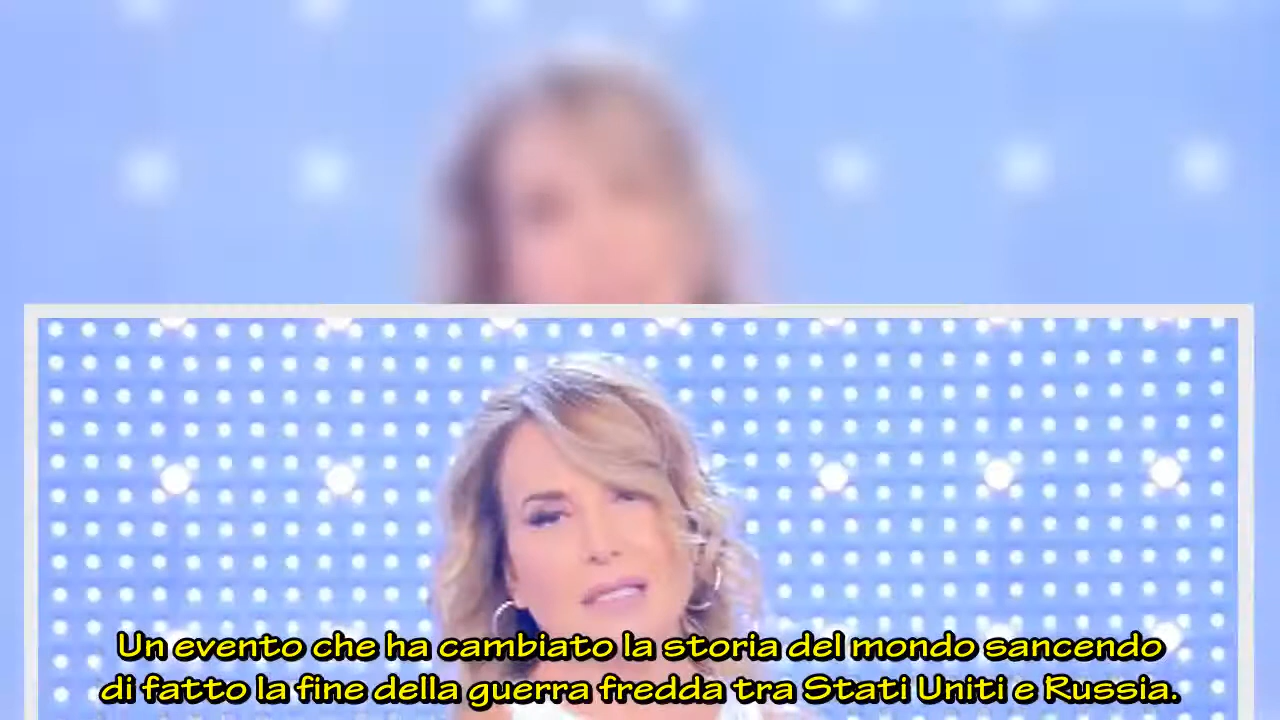 Un evento che ha cambiato la storia del mondo sancendo
di fatto la fine della guerra fredda tra Stati Uniti e Russia.